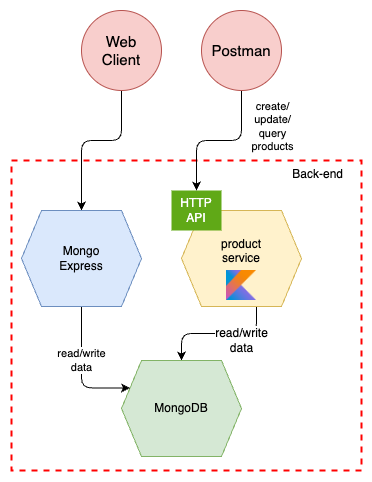 Web
Client
Postman
create/
update/
query
products
Back-end
HTTP
API
Mongo
Express
product
service
read/write
data
read/write
data
MongoDB